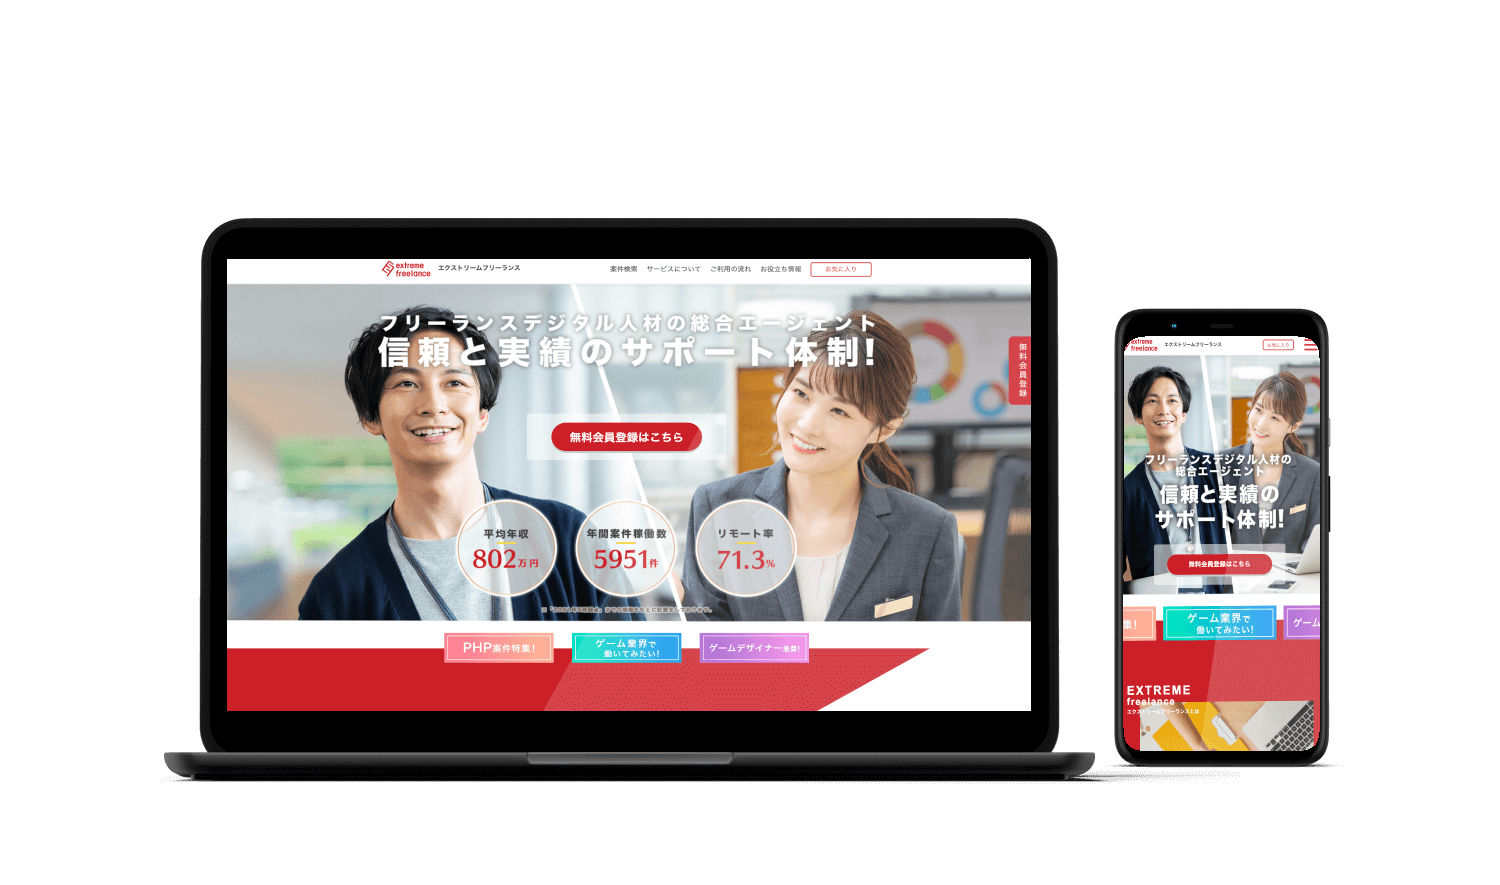 extreme
freelance
エクストリームフリーランス
案件検索 サービスについて ご利用の流れ お役立ち情報 お気に入り
フリーランスデジタル人材の総合エージェント
信頼と実績のサポート体制!
無料会員登録
無料会員登録はこちら
平均年収
802万円
年間案件稼働数
5951件
リモート率
71.3%
PHP案件特集!
ゲーム業界で
働いてみたい!
ゲームデザイナー急募!
extreme
freelance
エクストリームフリーランス
お気に入り
フリーランスデジタル人材の
総合エージェント
信頼と実績の
サポート体制!
無料会員登録はこちら
集!
ゲーム業界で
働いてみたい!
ゲーム
EXTREME
freelance
エクストリームフリーランスとは